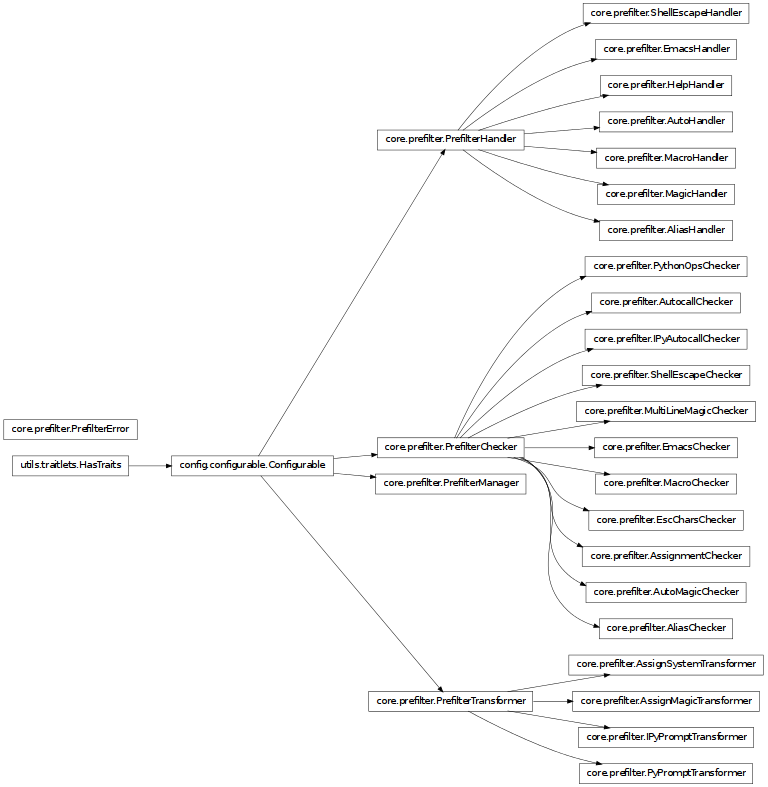 core.prefilter.ShellEscapeHandler
core.prefilter.EmacsHandler
core.prefilter.HelpHandler
core.prefilter.AutoHandler
core.prefilter.PrefilterHandler
core.prefilter.MacroHandler
core.prefilter.MagicHandler
core.prefilter.AliasHandler
core.prefilter.PythonOpsChecker
core.prefilter.AutocallChecker
core.prefilter.IPyAutocallChecker
core.prefilter.ShellEscapeChecker
core.prefilter.MultiLineMagicChecker
core.prefilter.PrefilterError
core.prefilter.PrefilterChecker
core.prefilter.EmacsChecker
utils.traitlets.HasTraits
config.configurable.Configurable
core.prefilter.PrefilterManager
core.prefilter.MacroChecker
core.prefilter.EscCharsChecker
core.prefilter.AssignmentChecker
core.prefilter.AutoMagicChecker
core.prefilter.AliasChecker
core.prefilter.AssignSystemTransformer
core.prefilter.PrefilterTransformer
core.prefilter.AssignMagicTransformer
core.prefilter.IPyPromptTransformer
core.prefilter.PyPromptTransformer